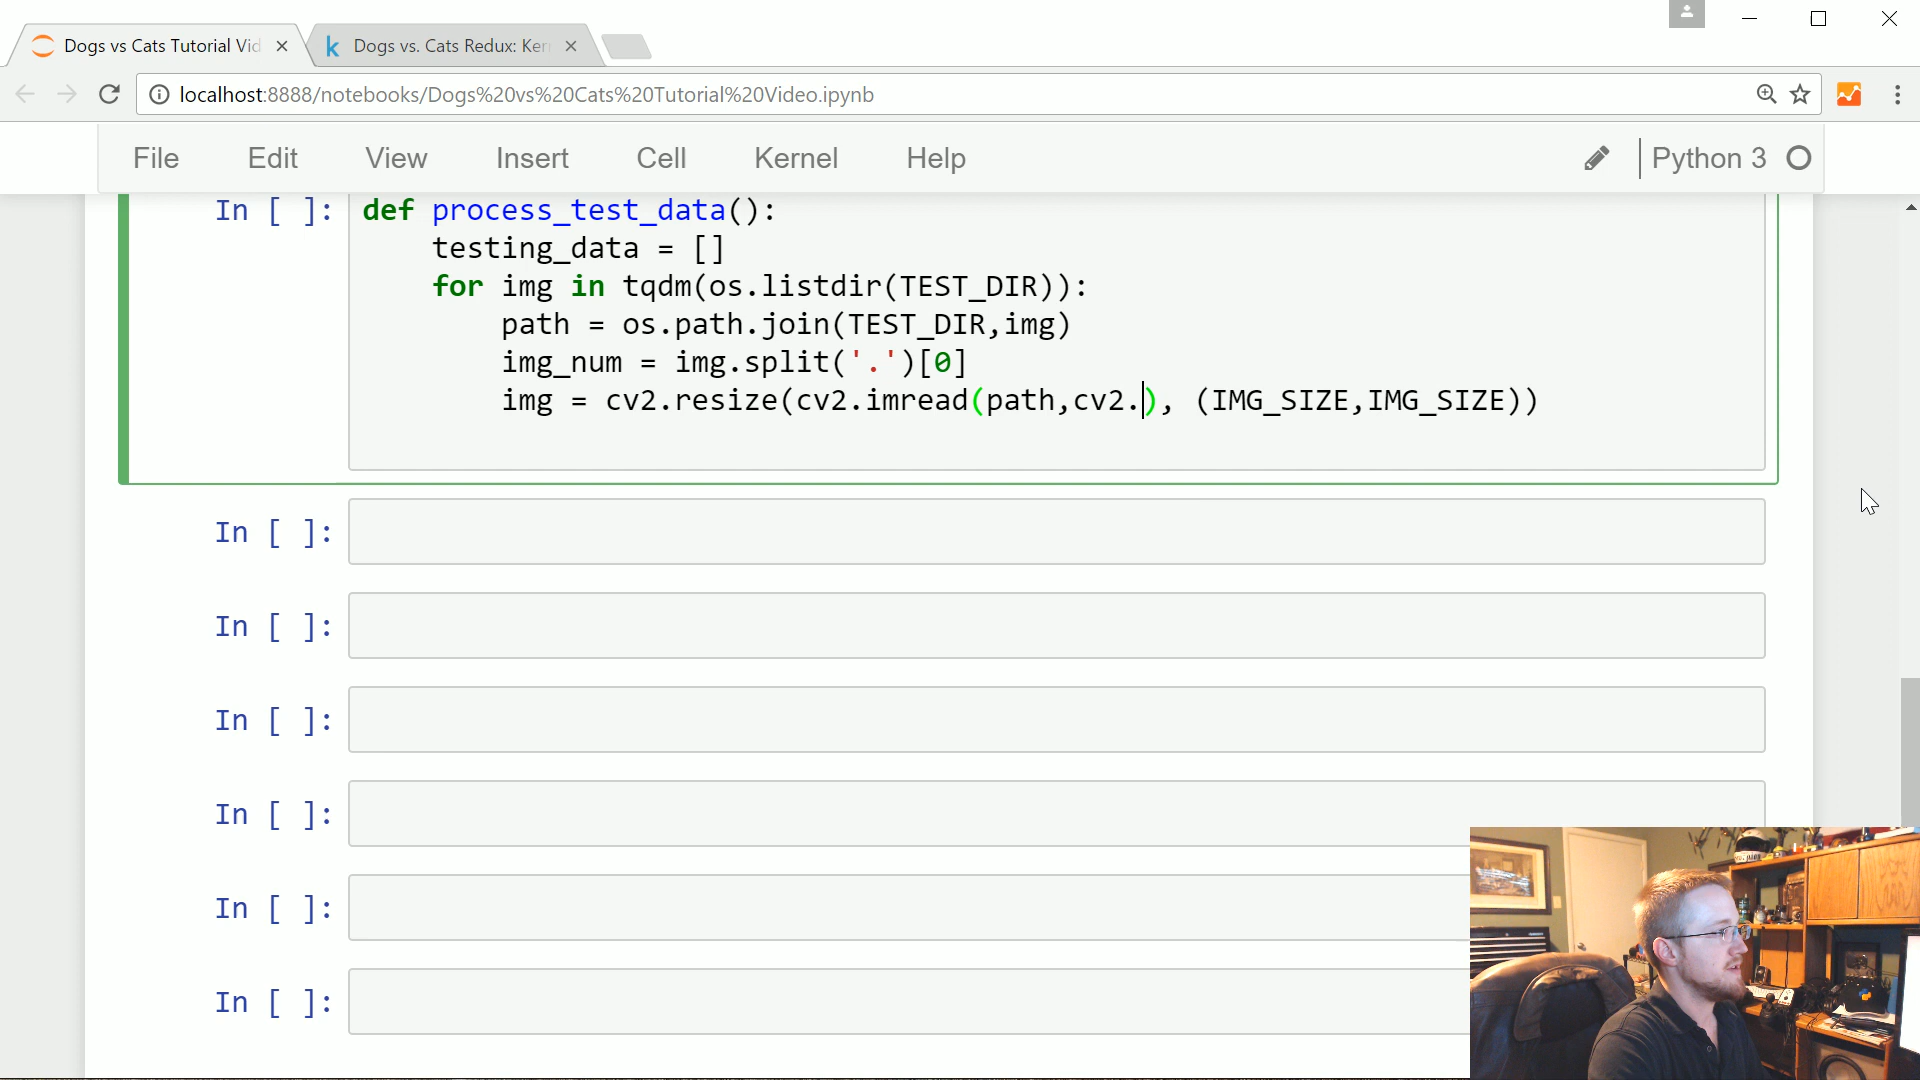 Dogs vs Cats Tutorial Vid
Dogs vs. Cats Redux: Ker
localhost:8888/notebooks/Dogs%20vs%20Cats%20Tutorial%20Video.ipynb
File Edit View Insert Cell Kernel Help Python 3
In [ ]: def process_test_data():
testing_data = []
for img in tqdm(os.listdir(TEST_DIR)):
path = os.path.join(TEST_DIR,img)
img_num = img.split('.')[0]
img = cv2.resize(cv2.imread(path,cv2.), (IMG_SIZE,IMG_SIZE))
In [ ]:
In [ ]:
In [ ]:
In [ ]:
In [ ]:
In [ ]: